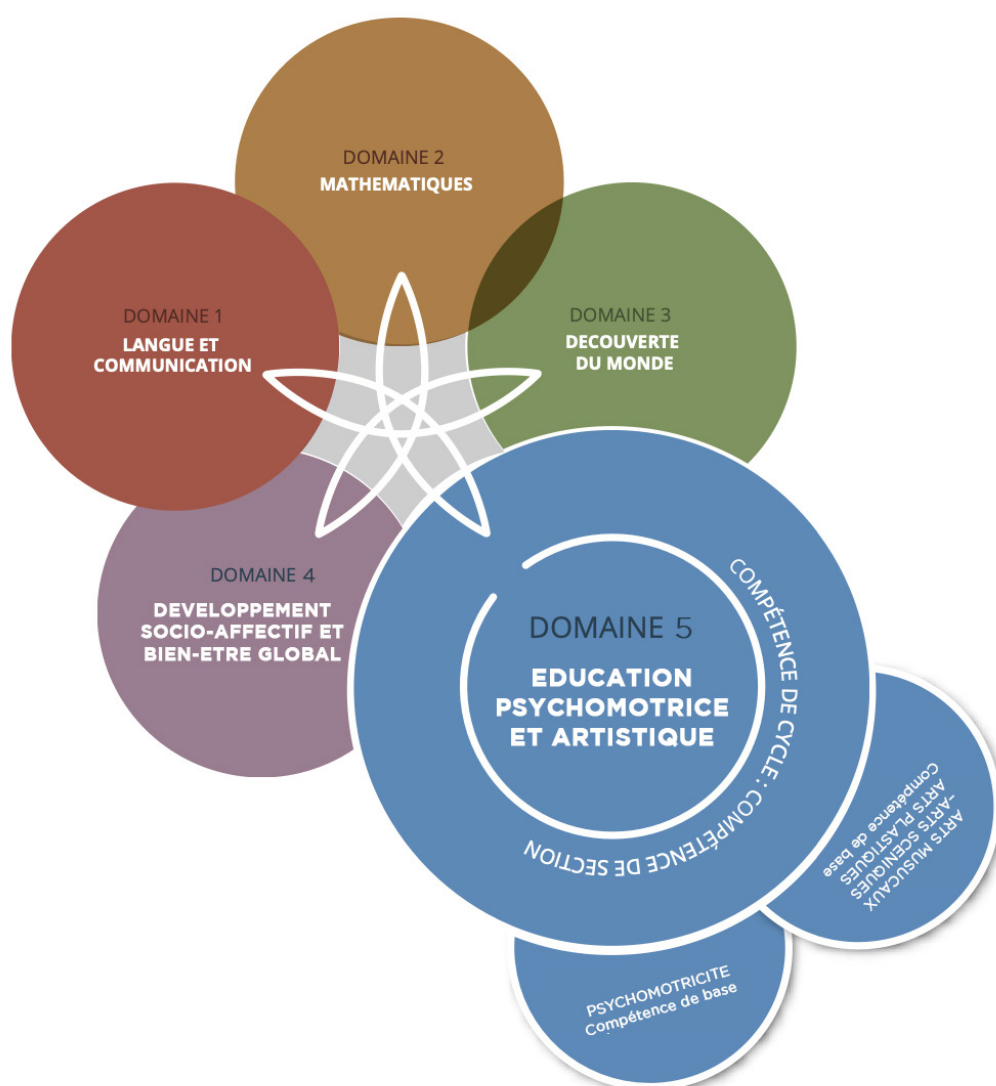 DOMAINE 2
MATHEMATIQUES
DOMAINE 1
LANGUE ET
COMMUNICATION
DOMAINE 3
DECOUVERTE
DU MONDE
DOMAINE 4
DEVELOPPEMENT
SOCIO-AFFECTIF ET
BIEN-ETRE GLOBAL
DOMAINE 5
EDUCATION
PSYCHOMOTRICE
ET ARTISTIQUE
COMPÉTENCE DE CYCLE : COMPÉTENCE DE SECTION
ARTS MUSUCAUX
-ARTS SCENIQUES
ARTS PLASTIQUES
Compétence de base
PSYCHOMOTRICITE
Compétence de base